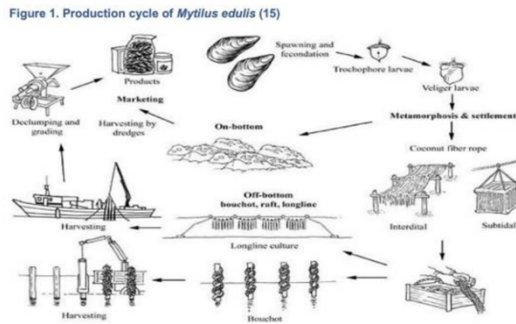 Figure 1. Production cycle of Mytilus edulis (15)
Spawning and
fecondation
Trochophore larvae
Veliger larvae
Products
Marketing
Declumping and
grading
Harvesting by
dredges
On-bottom
Metamorphosis & settlement
Coconut fiber rope
Off-bottom
bouchot, raft, longline
Harvesting
Longline culture
Interdital
Subtidal
Harvesting
Bouchot